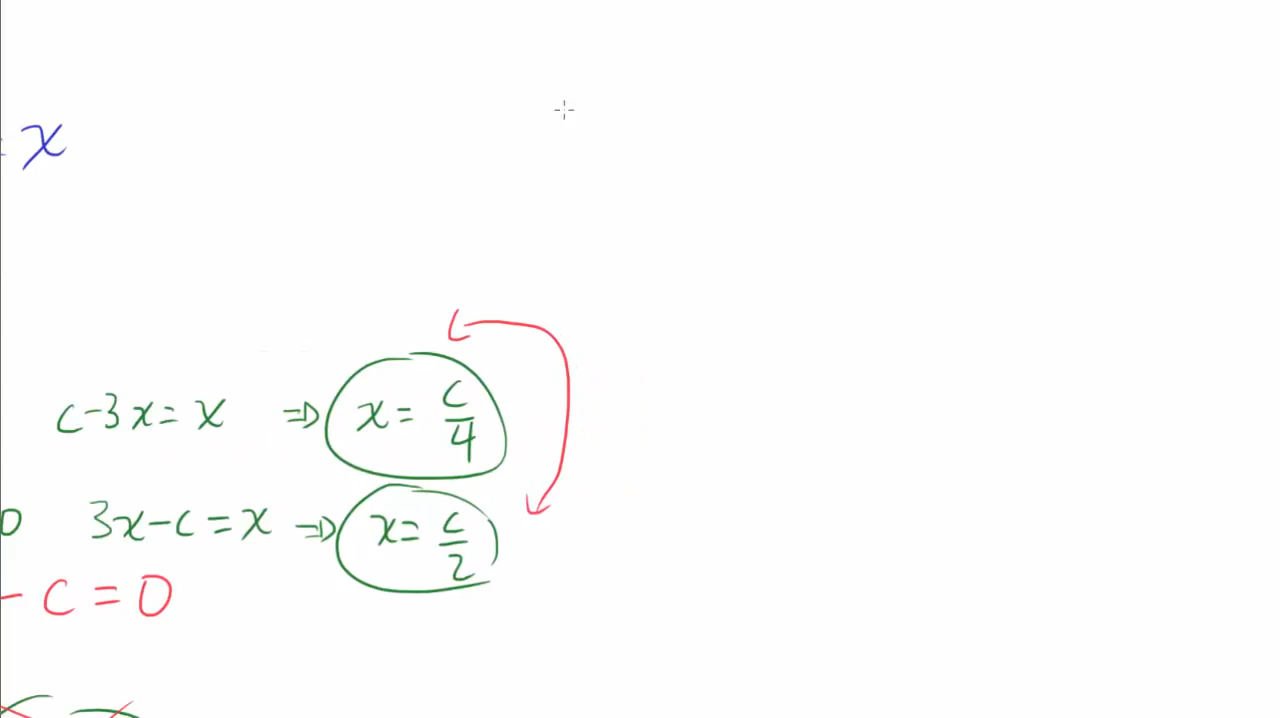 = x
c-3x = x ⇒ x = c/4
0 3x-c = x ⇒ x = c/2
- c = 0